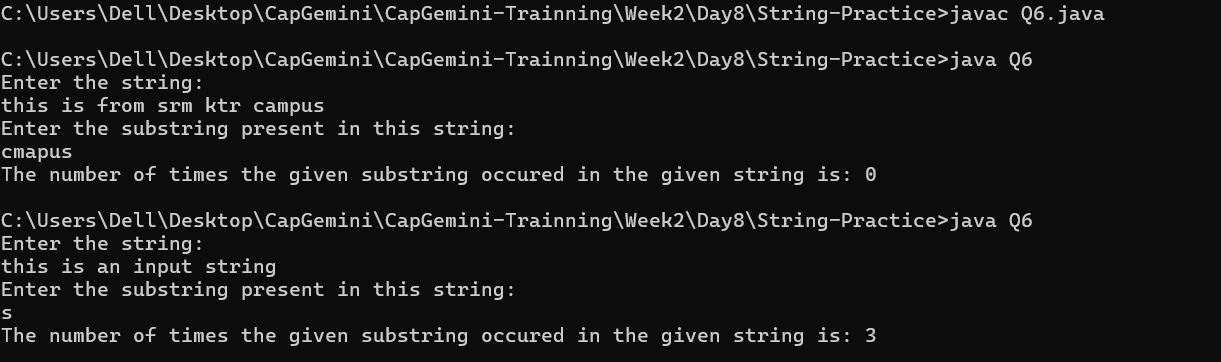 C:\Users\Dell\Desktop\CapGemini\CapGemini-Trainning\Week2\Day8\String-Practice>javac Q6.java
C:\Users\Dell\Desktop\CapGemini\CapGemini-Trainning\Week2\Day8\String-Practice>java Q6
Enter the string:
this is from srm ktr campus
Enter the substring present in this string:
cmapus
The number of times the given substring occured in the given string is: 0
C:\Users\Dell\Desktop\CapGemini\CapGemini-Trainning\Week2\Day8\String-Practice>java Q6
Enter the string:
this is an input string
Enter the substring present in this string:
s
The number of times the given substring occured in the given string is: 3